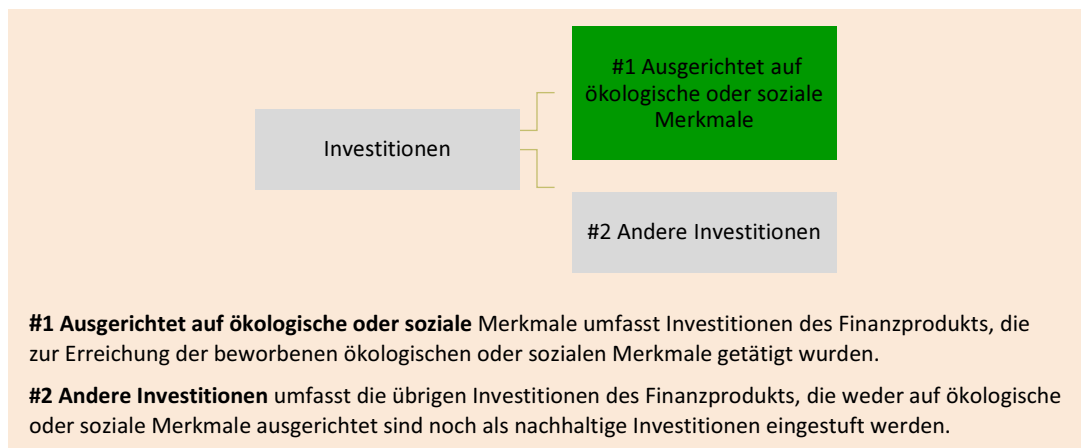 #1 Ausgerichtet auf
ökologische oder soziale
Merkmale
Investitionen
#2 Andere Investitionen
#1 Ausgerichtet auf ökologische oder soziale Merkmale umfasst Investitionen des Finanzprodukts, die
zur Erreichung der beworbenen ökologischen oder sozialen Merkmale getätigt wurden.
#2 Andere Investitionen umfasst die übrigen Investitionen des Finanzprodukts, die weder auf ökologische
oder soziale Merkmale ausgerichtet sind noch als nachhaltige Investitionen eingestuft werden.